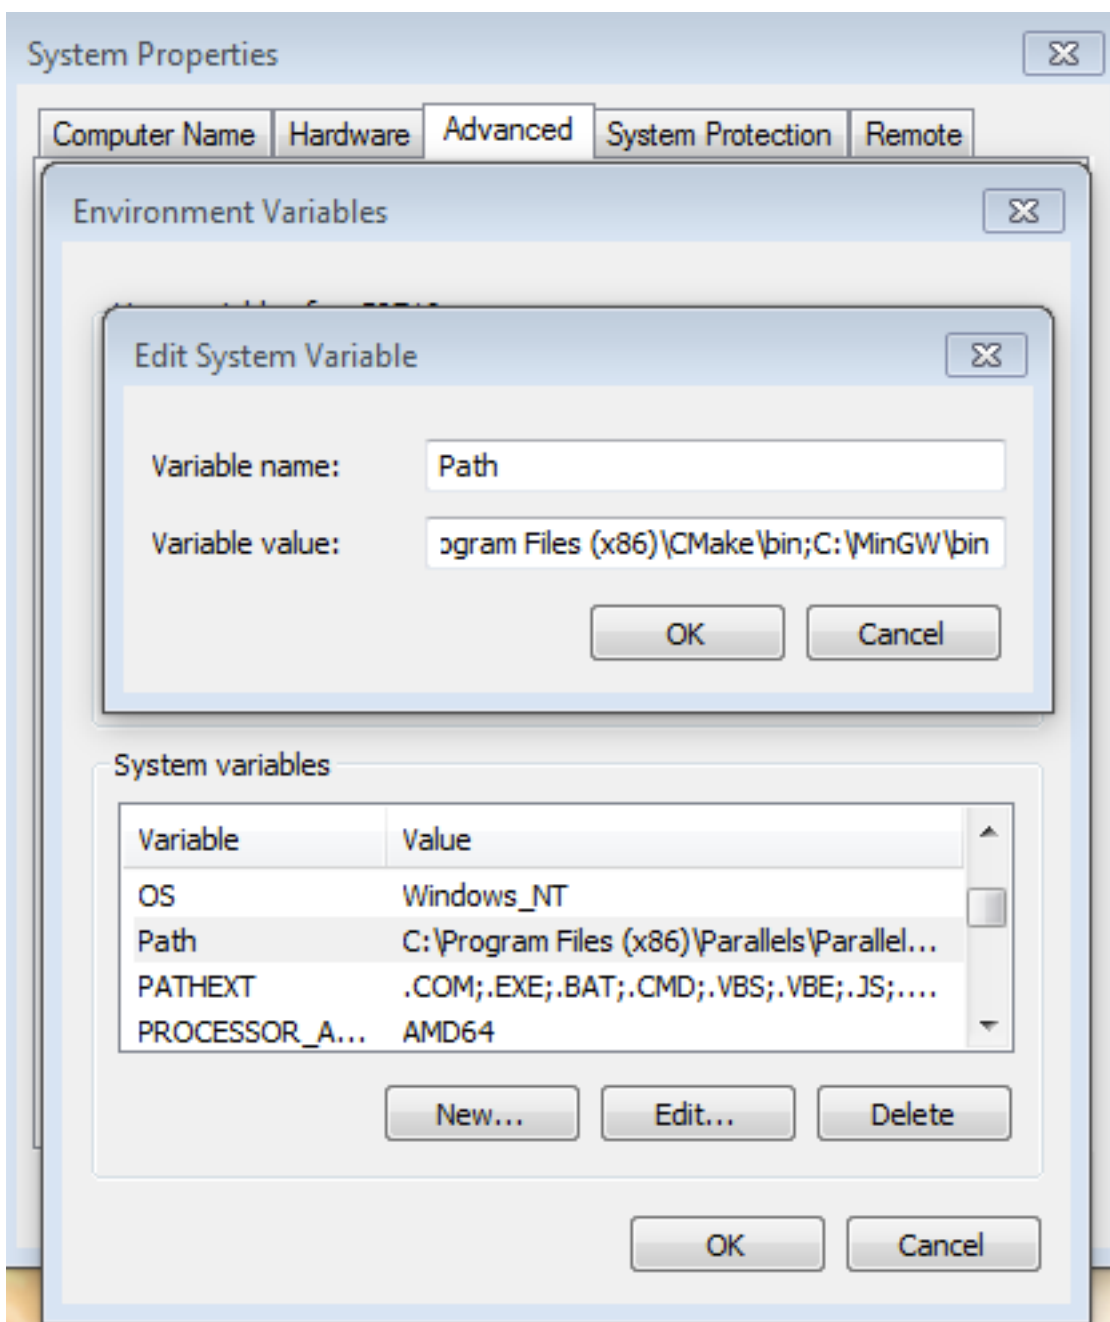 System Properties
Computer Name Hardware Advanced System Protection Remote
Environment Variables
Edit System Variable
Variable name: Path
Variable value: ogram Files (x86)\CMake\bin;C:\MinGW\bin
OK Cancel
System variables
Variable Value
OS Windows_NT
Path C:\Program Files (x86)\Parallels\Parallel...
PATHEXT .COM;.EXE;.BAT;.CMD;.VBS;.VBE;.JS;....
PROCESSOR_A... AMD64
New... Edit... Delete
OK Cancel